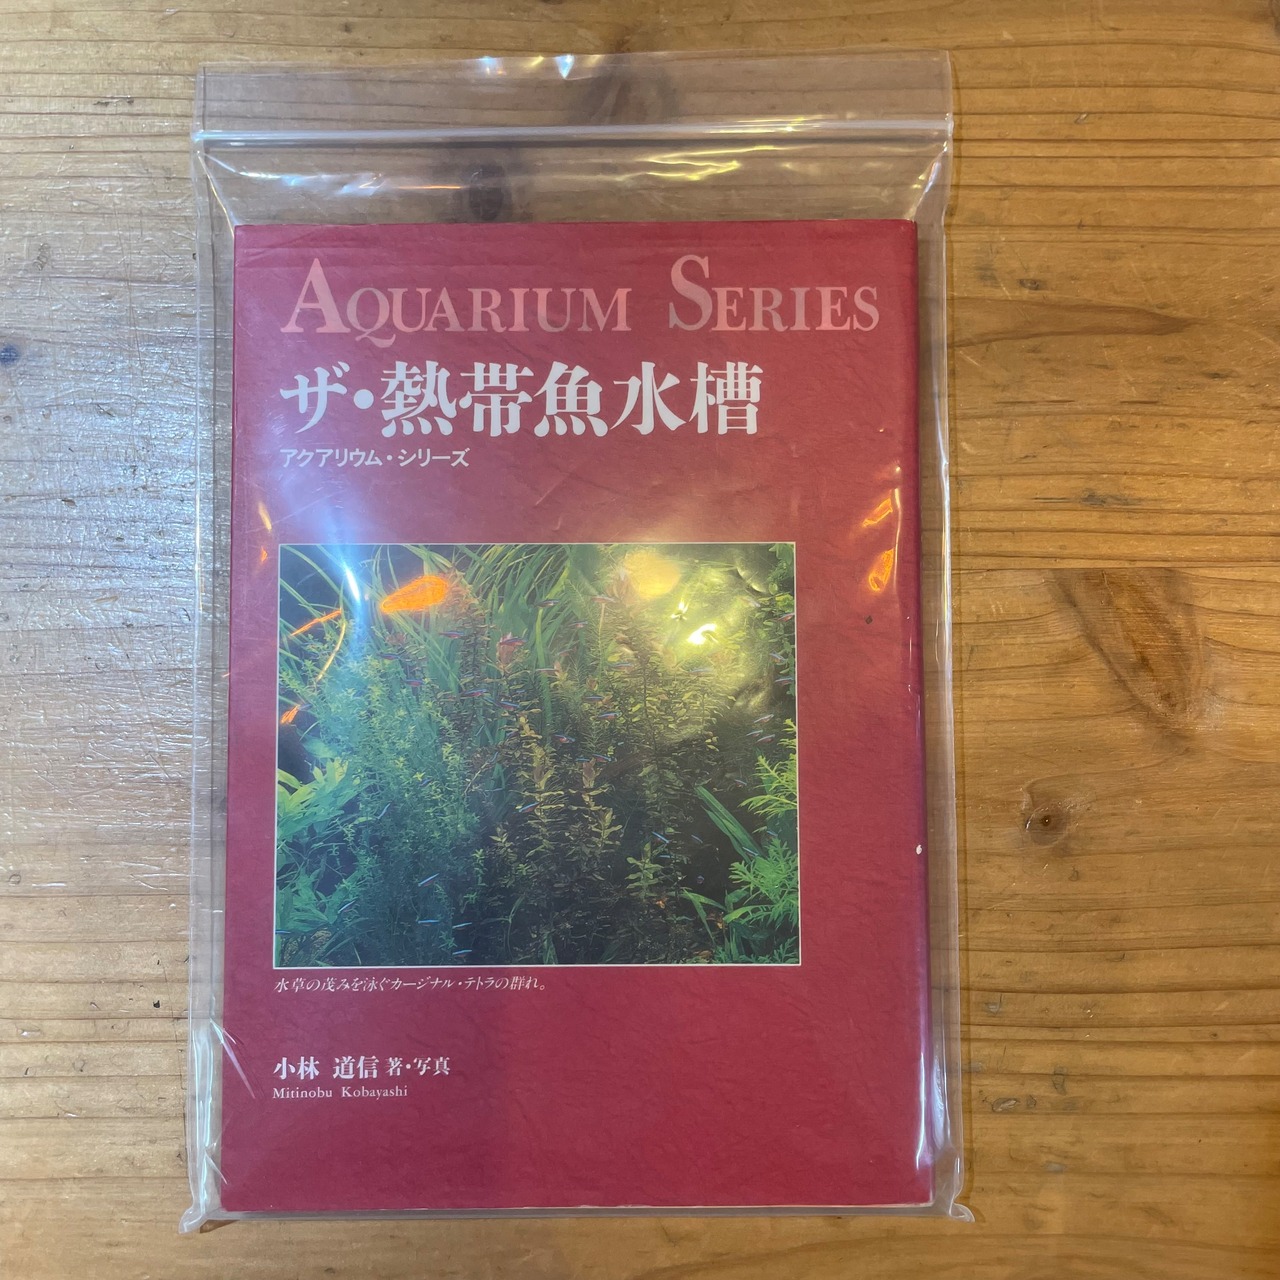 AQUARIUM SERIES
ザ・熱帯魚水槽
アクアリウム・シリーズ
水草の茂みを泳ぐカージナル・テトラの群れ。
小林 道信 著・写真
Mitinobu Kobayashi